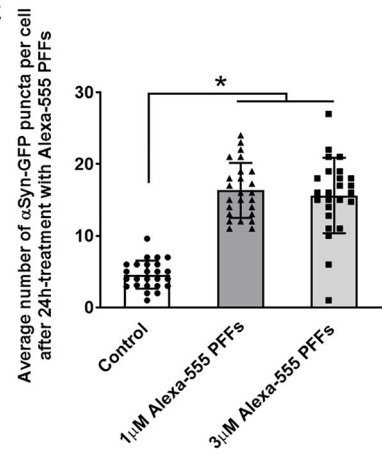 Average number of αSyn-GFP puncta per cell
after 24h-treatment with Alexa-555 PFFs
*
30
20
10
0
Control
1μM Alexa-555 PFFs
3μM Alexa-555 PFFs